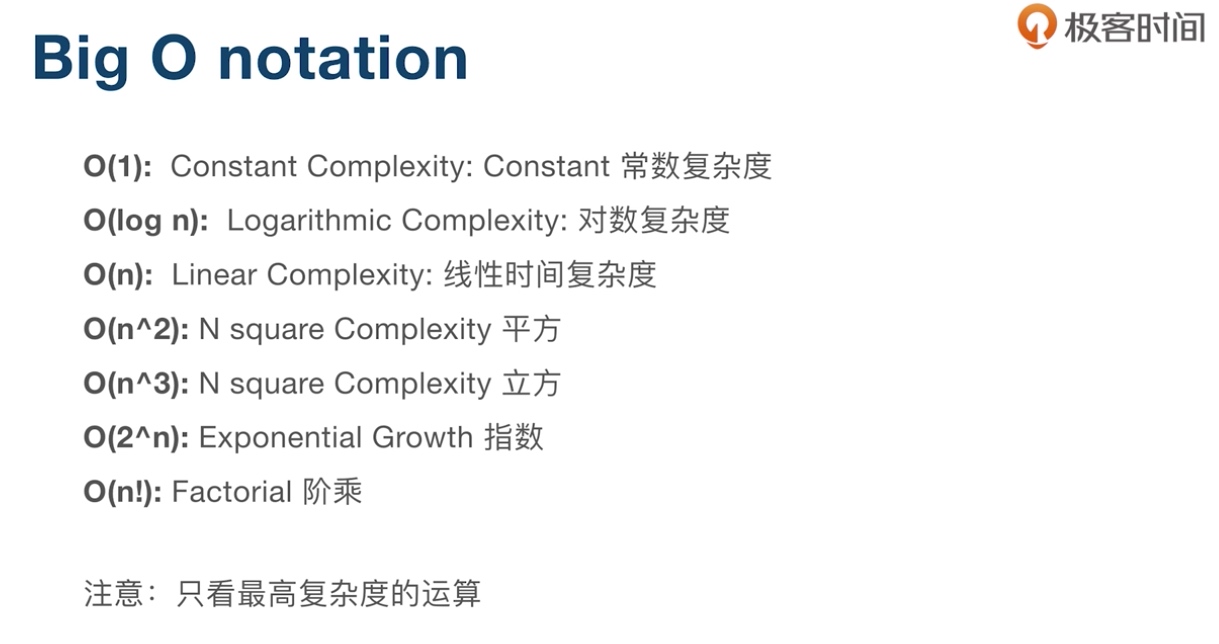 极客时间
Big O notation
O(1): Constant Complexity: Constant 常数复杂度
O(log n): Logarithmic Complexity: 对数复杂度
O(n): Linear Complexity: 线性时间复杂度
O(n^2): N square Complexity 平方
O(n^3): N square Complexity 立方
O(2^n): Exponential Growth 指数
O(n!): Factorial 阶乘
注意：只看最高复杂度的运算